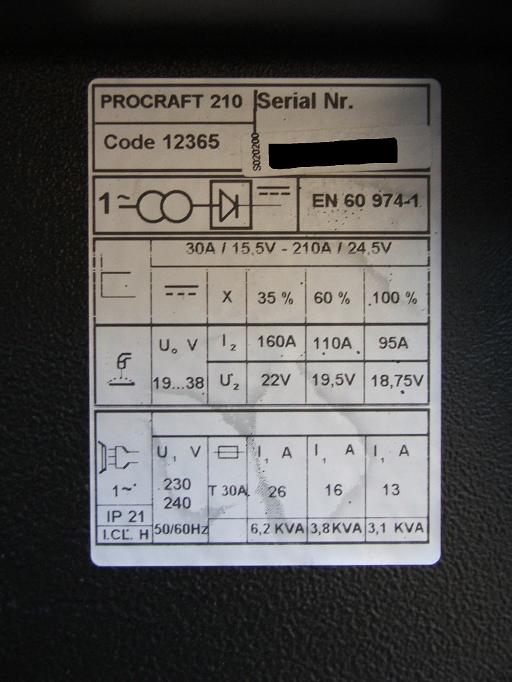 PROCRAFT 210
Serial Nr.
Code 12365
S020200
1~
EN 60 974-1
30A / 15,5V - 210A / 24,5V
X 35 % 60 % 100 %
U₀ V I₂ 160A 110A 95A
19...38 U₂ 22V 19,5V 18,75V
U₁ V I₁ A I₁ A I₁ A
1~ 230 T 30A 26 16 13
240
IP 21
I.CL. H 50/60Hz 6,2 KVA 3,8KVA 3,1 KVA